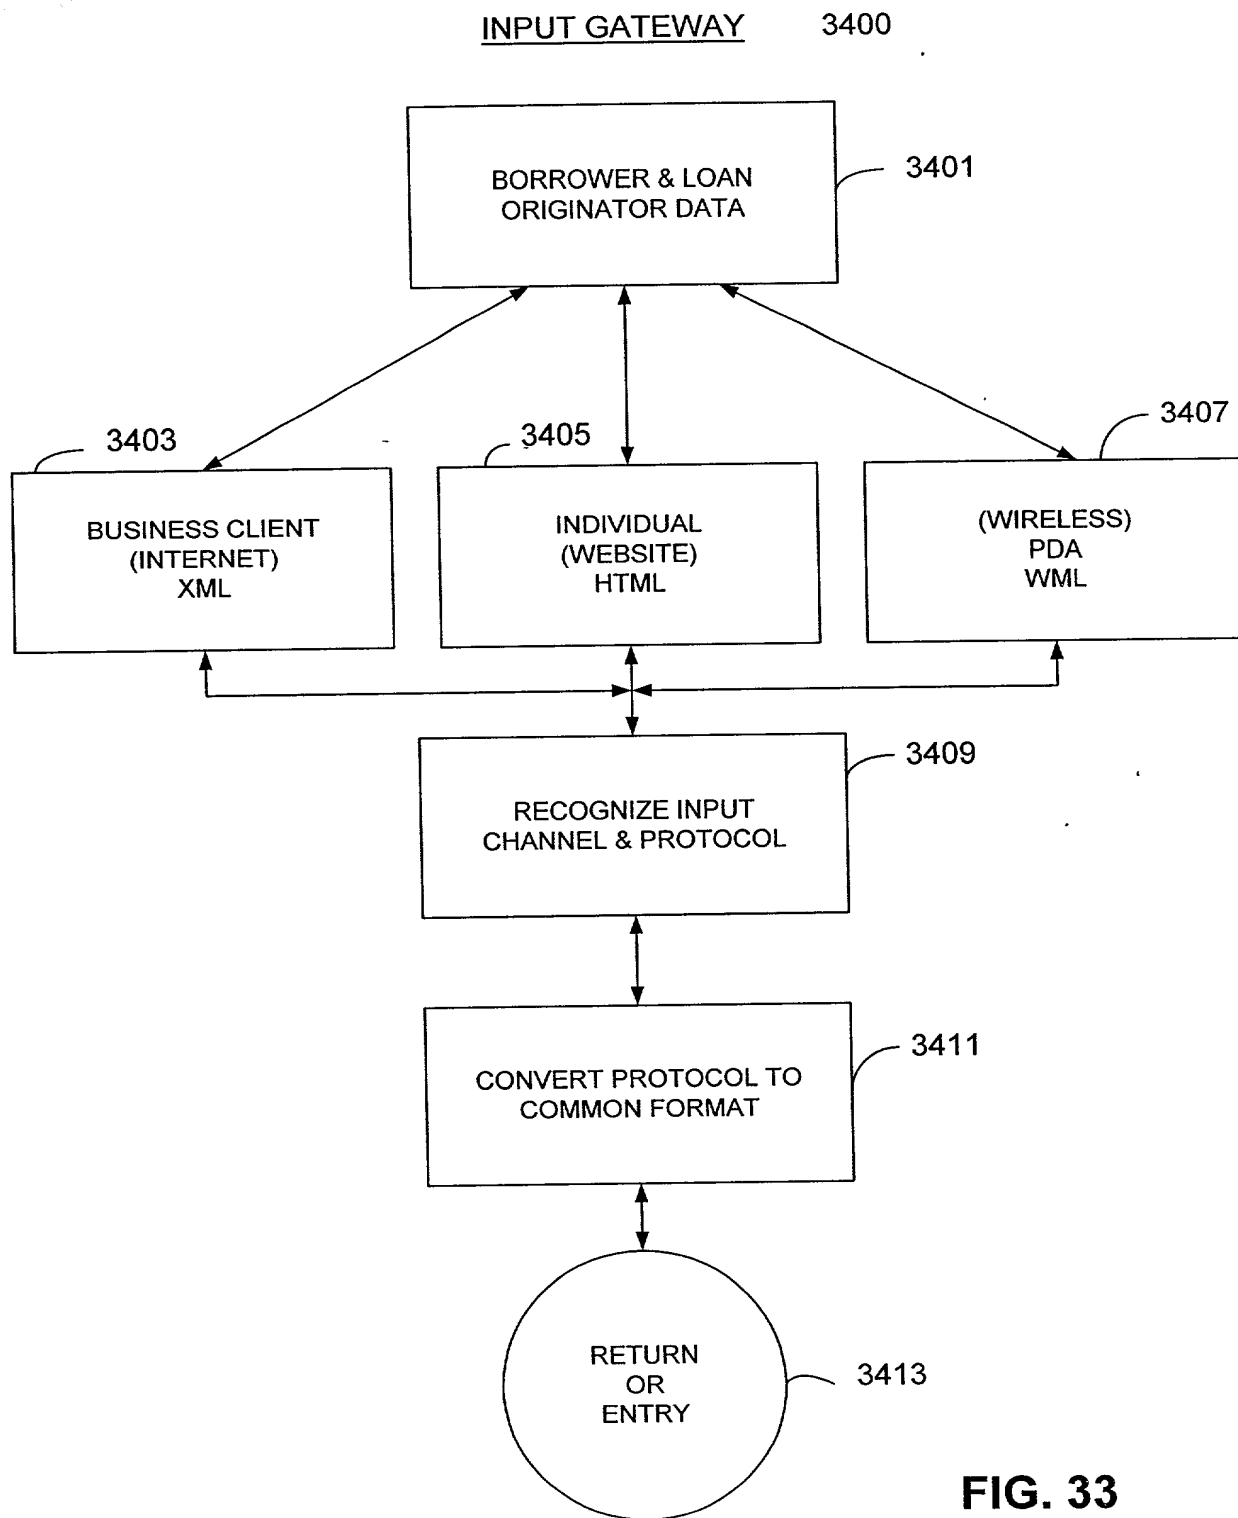 INPUT GATEWAY 3400
BORROWER & LOAN
ORIGINATOR DATA
3401
3403
3405
3407
BUSINESS CLIENT
(INTERNET)
XML
INDIVIDUAL
(WEBSITE)
HTML
(WIRELESS)
PDA
WML
3409
RECOGNIZE INPUT
CHANNEL & PROTOCOL
3411
CONVERT PROTOCOL TO
COMMON FORMAT
RETURN
OR
ENTRY
3413
FIG. 33